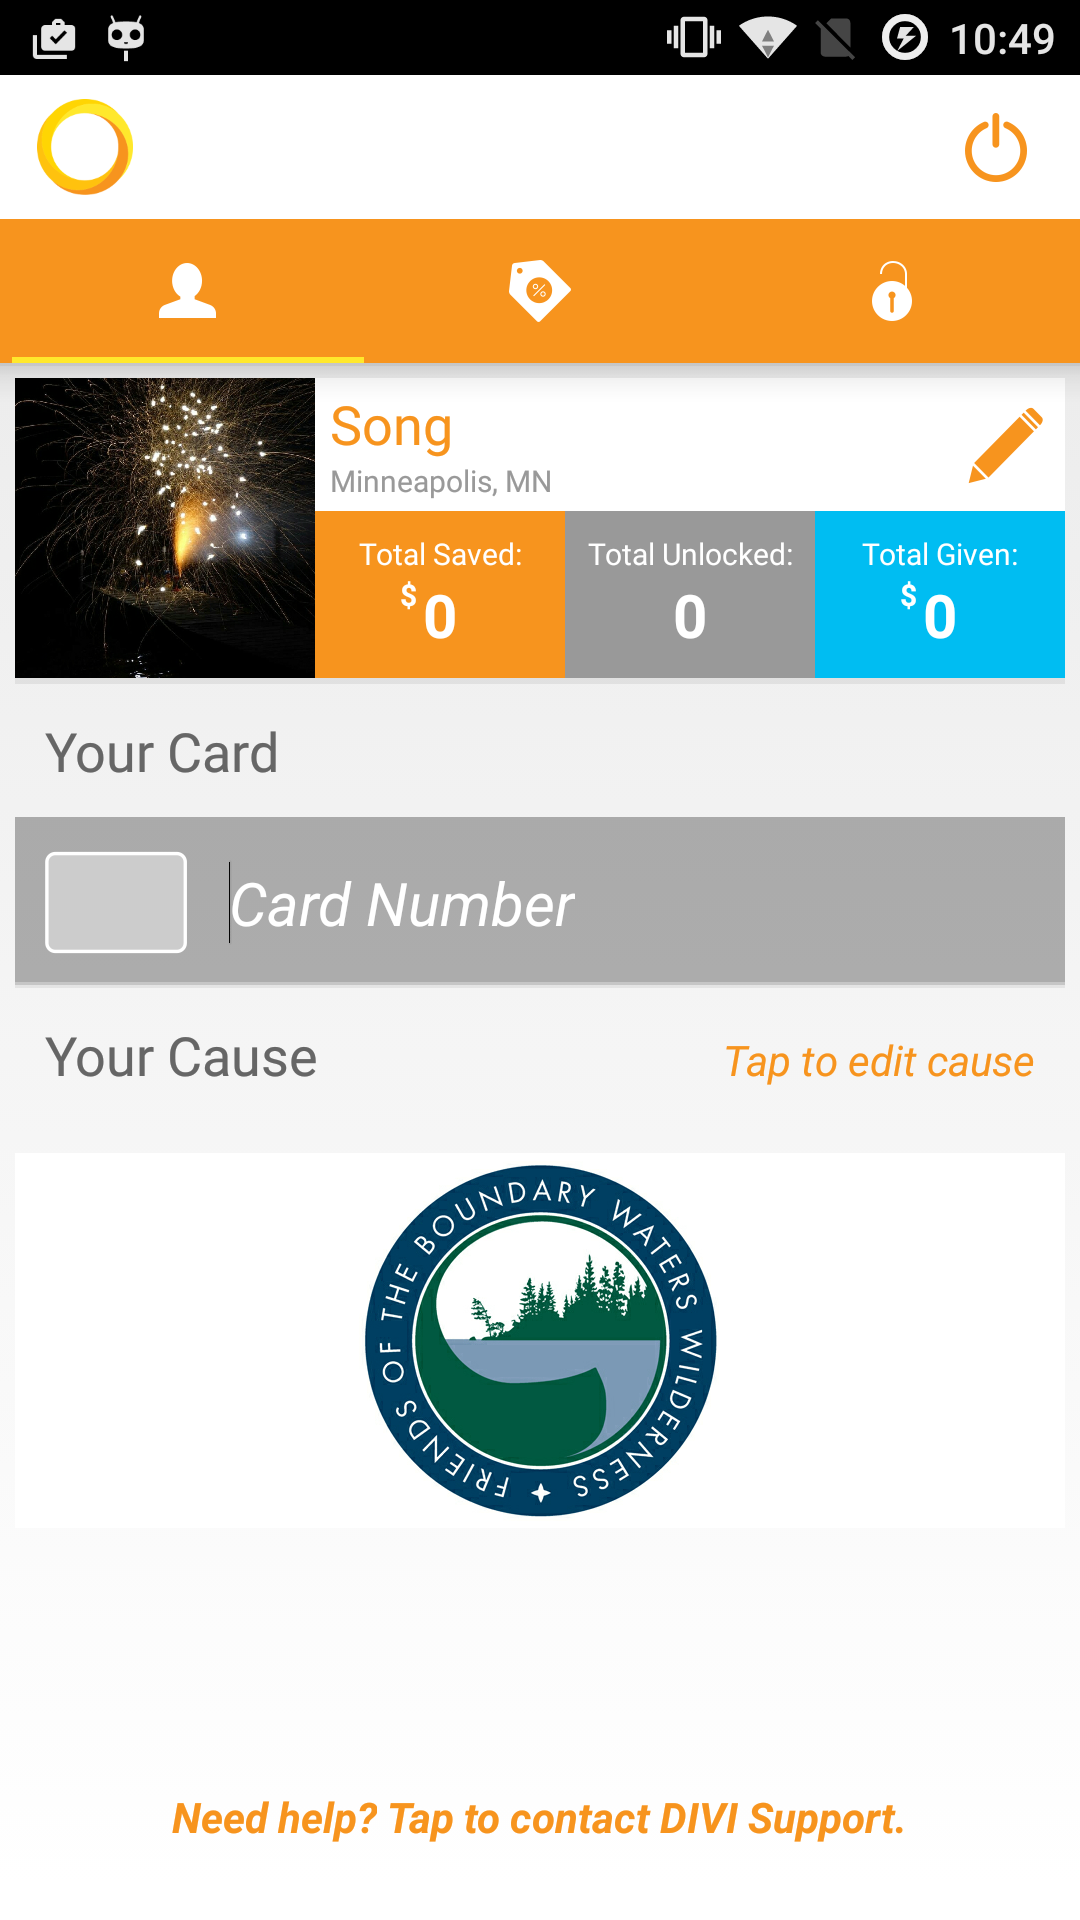 10:49
Song
Minneapolis, MN
Total Saved:
$0
Total Unlocked:
0
Total Given:
$0
Your Card
Card Number
Your Cause
Tap to edit cause
FRIENDS OF THE BOUNDARY WATERS WILDERNESS
Need help? Tap to contact DIVI Support.